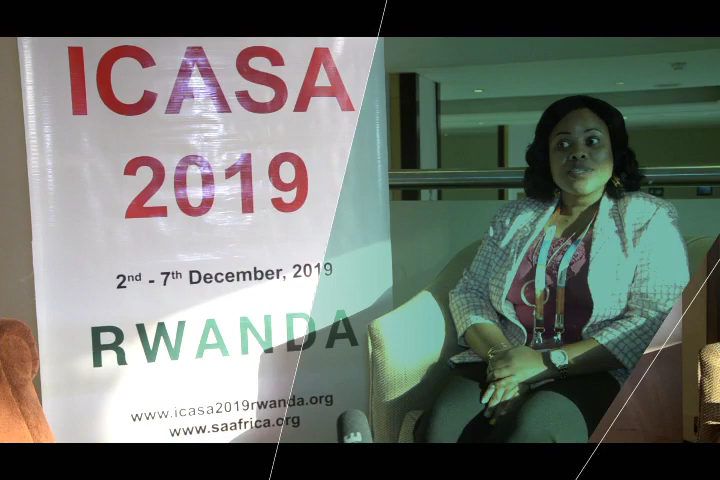 ICASA
2019
2nd - 7th December, 2019
RWANDA
www.icasa2019rwanda.org
www.saafrica.org